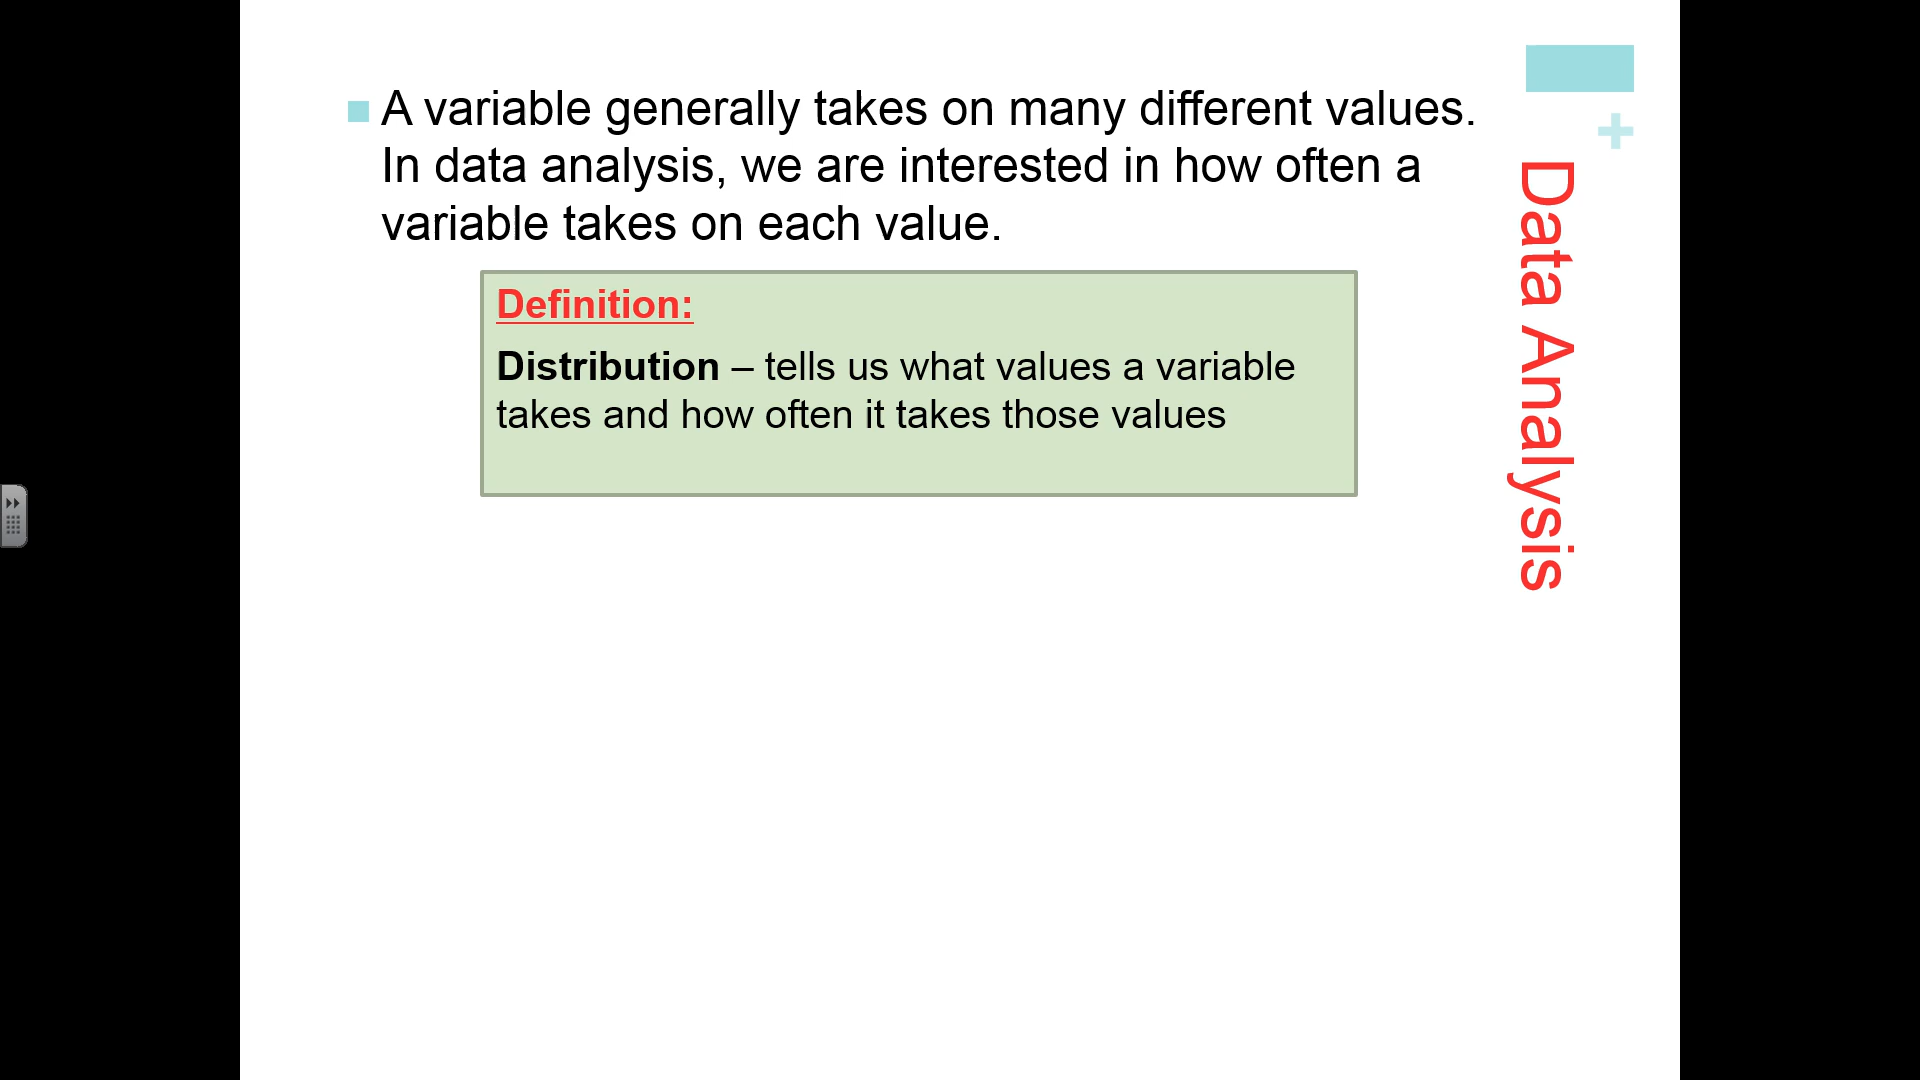 A variable generally takes on many different values.
In data analysis, we are interested in how often a
variable takes on each value.
Definition:
Distribution – tells us what values a variable
takes and how often it takes those values
+
Data Analysis